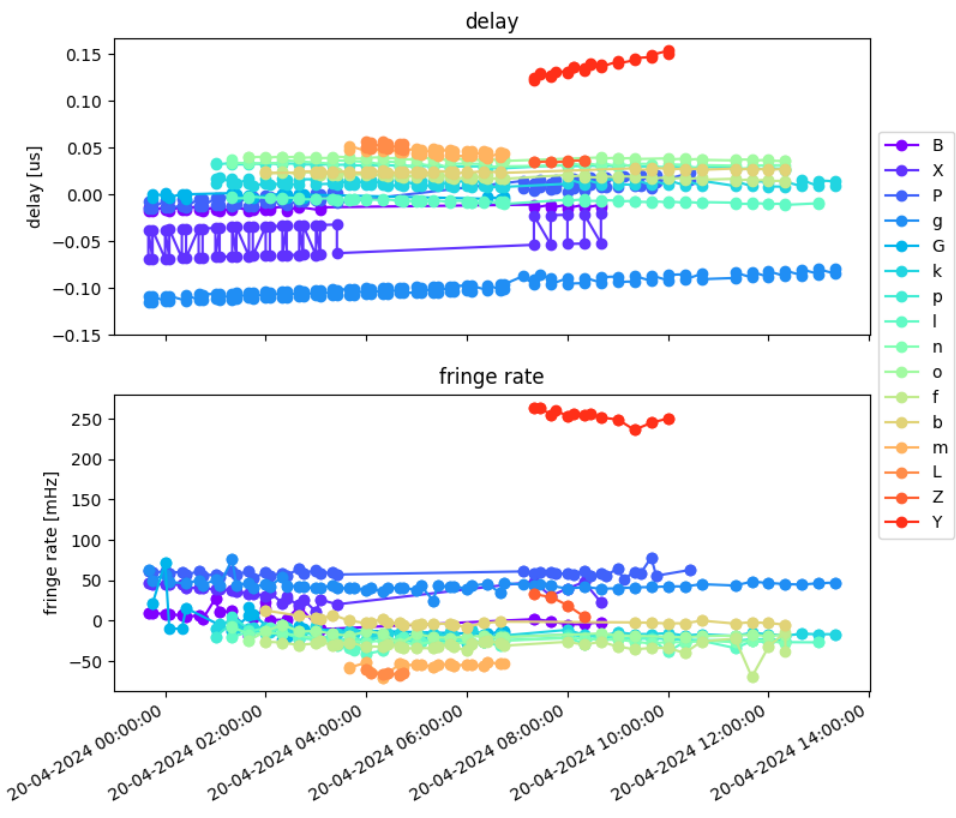 delay
delay [us]
0.15
0.10
0.05
0.00
−0.05
−0.10
−0.15
fringe rate
fringe rate [mHz]
250
200
150
100
50
0
−50
20-04-2024 00:00:00
20-04-2024 02:00:00
20-04-2024 04:00:00
20-04-2024 06:00:00
20-04-2024 08:00:00
20-04-2024 10:00:00
20-04-2024 12:00:00
20-04-2024 14:00:00
B
X
P
g
G
k
p
l
n
o
f
b
m
L
Z
Y